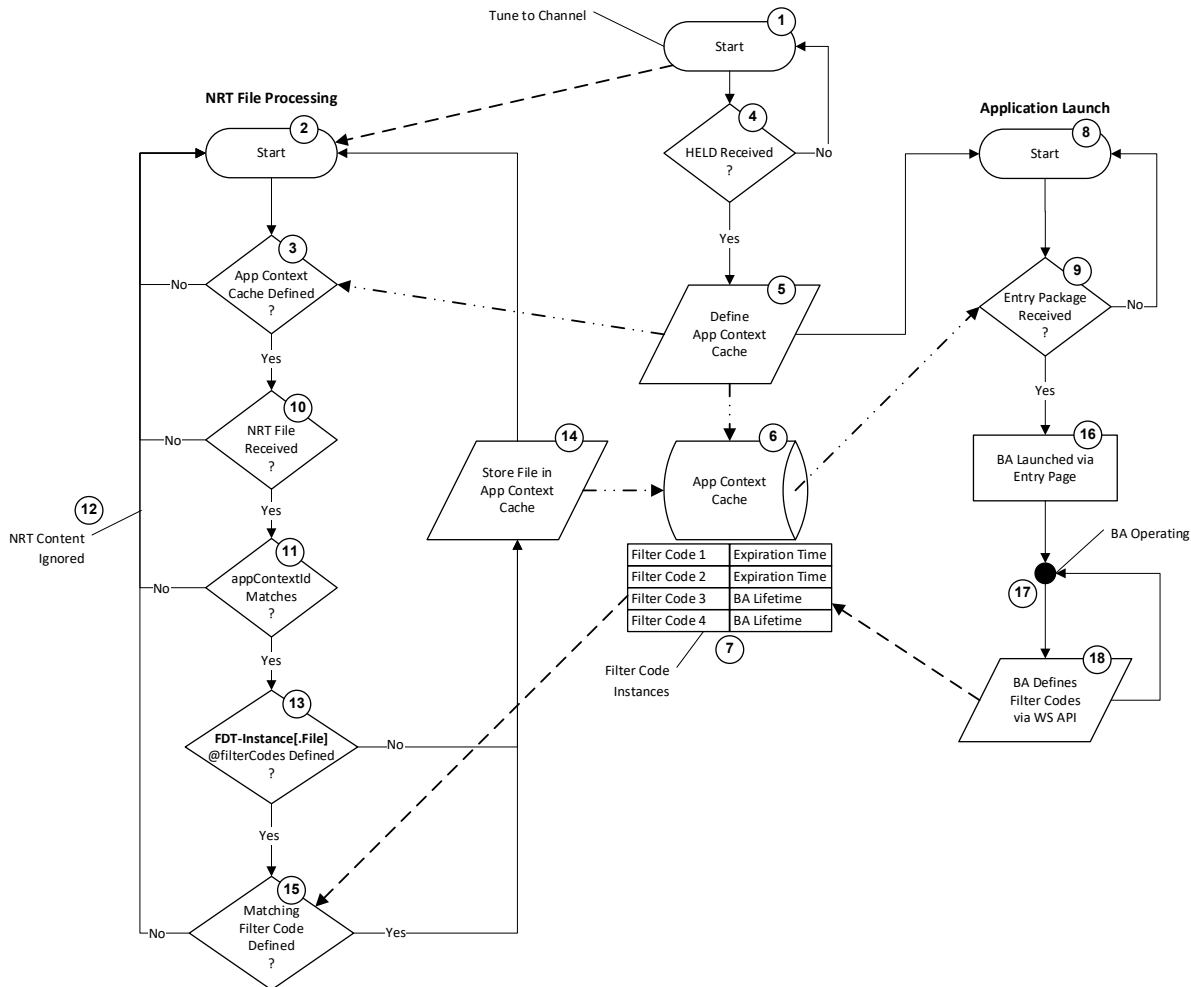 Tune to Channel
1
Start
NRT File Processing
2
Start
4
HELD Received
?
No
Yes
Application Launch
8
Start
3
App Context
Cache Defined
?
No
Yes
5
Define
App Context
Cache
9
Entry Package
Received
?
No
Yes
10
NRT File
Received
?
No
Yes
14
Store File in
App Context
Cache
6
App Context
Cache
16
BA Launched via
Entry Page
12
NRT Content
Ignored
11
appContextId
Matches
?
No
Yes
Filter Code 1 Expiration Time
Filter Code 2 Expiration Time
Filter Code 3 BA Lifetime
Filter Code 4 BA Lifetime
7
Filter Code
Instances
BA Operating
17
18
BA Defines
Filter Codes
via WS API
13
FDT-Instance[.File]
@filterCodes Defined
?
No
Yes
15
Matching
Filter Code
Defined
?
No
Yes